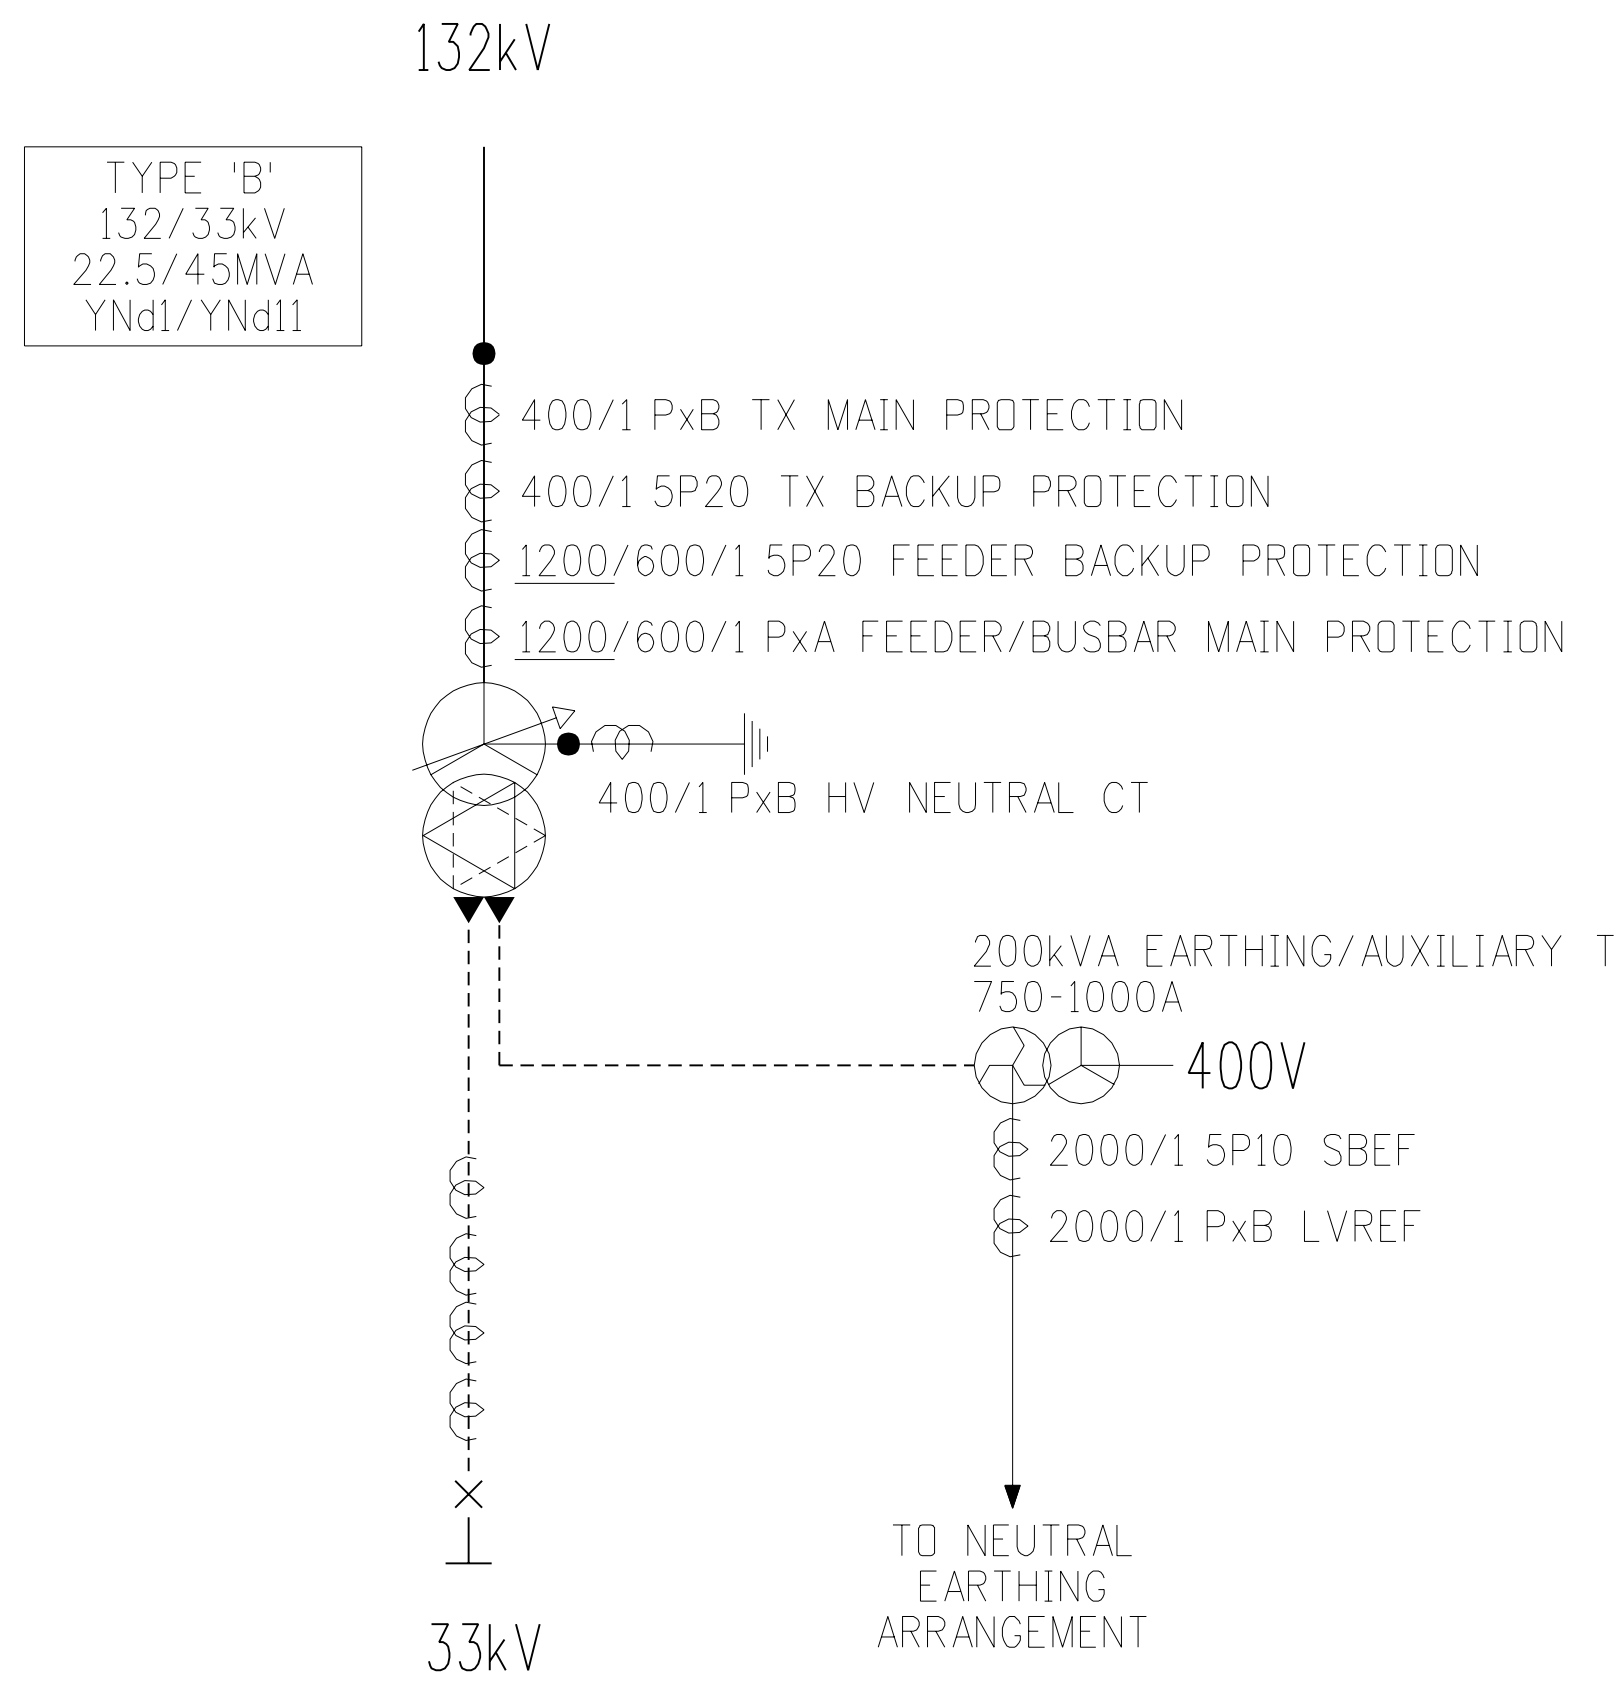 132kV
TYPE 'B'
132/33kV
22.5/45MVA
YNd1/YNd11
400/1 PxB TX MAIN PROTECTION
400/1 5P20 TX BACKUP PROTECTION
1200/600/1 5P20 FEEDER BACKUP PROTECTION
1200/600/1 PxA FEEDER/BUSBAR MAIN PROTECTION
400/1 PxB HV NEUTRAL CT
200kVA EARTHING/AUXILIARY T
750-1000A
400V
2000/1 5P10 SBEF
2000/1 PxB LVREF
TO NEUTRAL
EARTHING
ARRANGEMENT
33kV